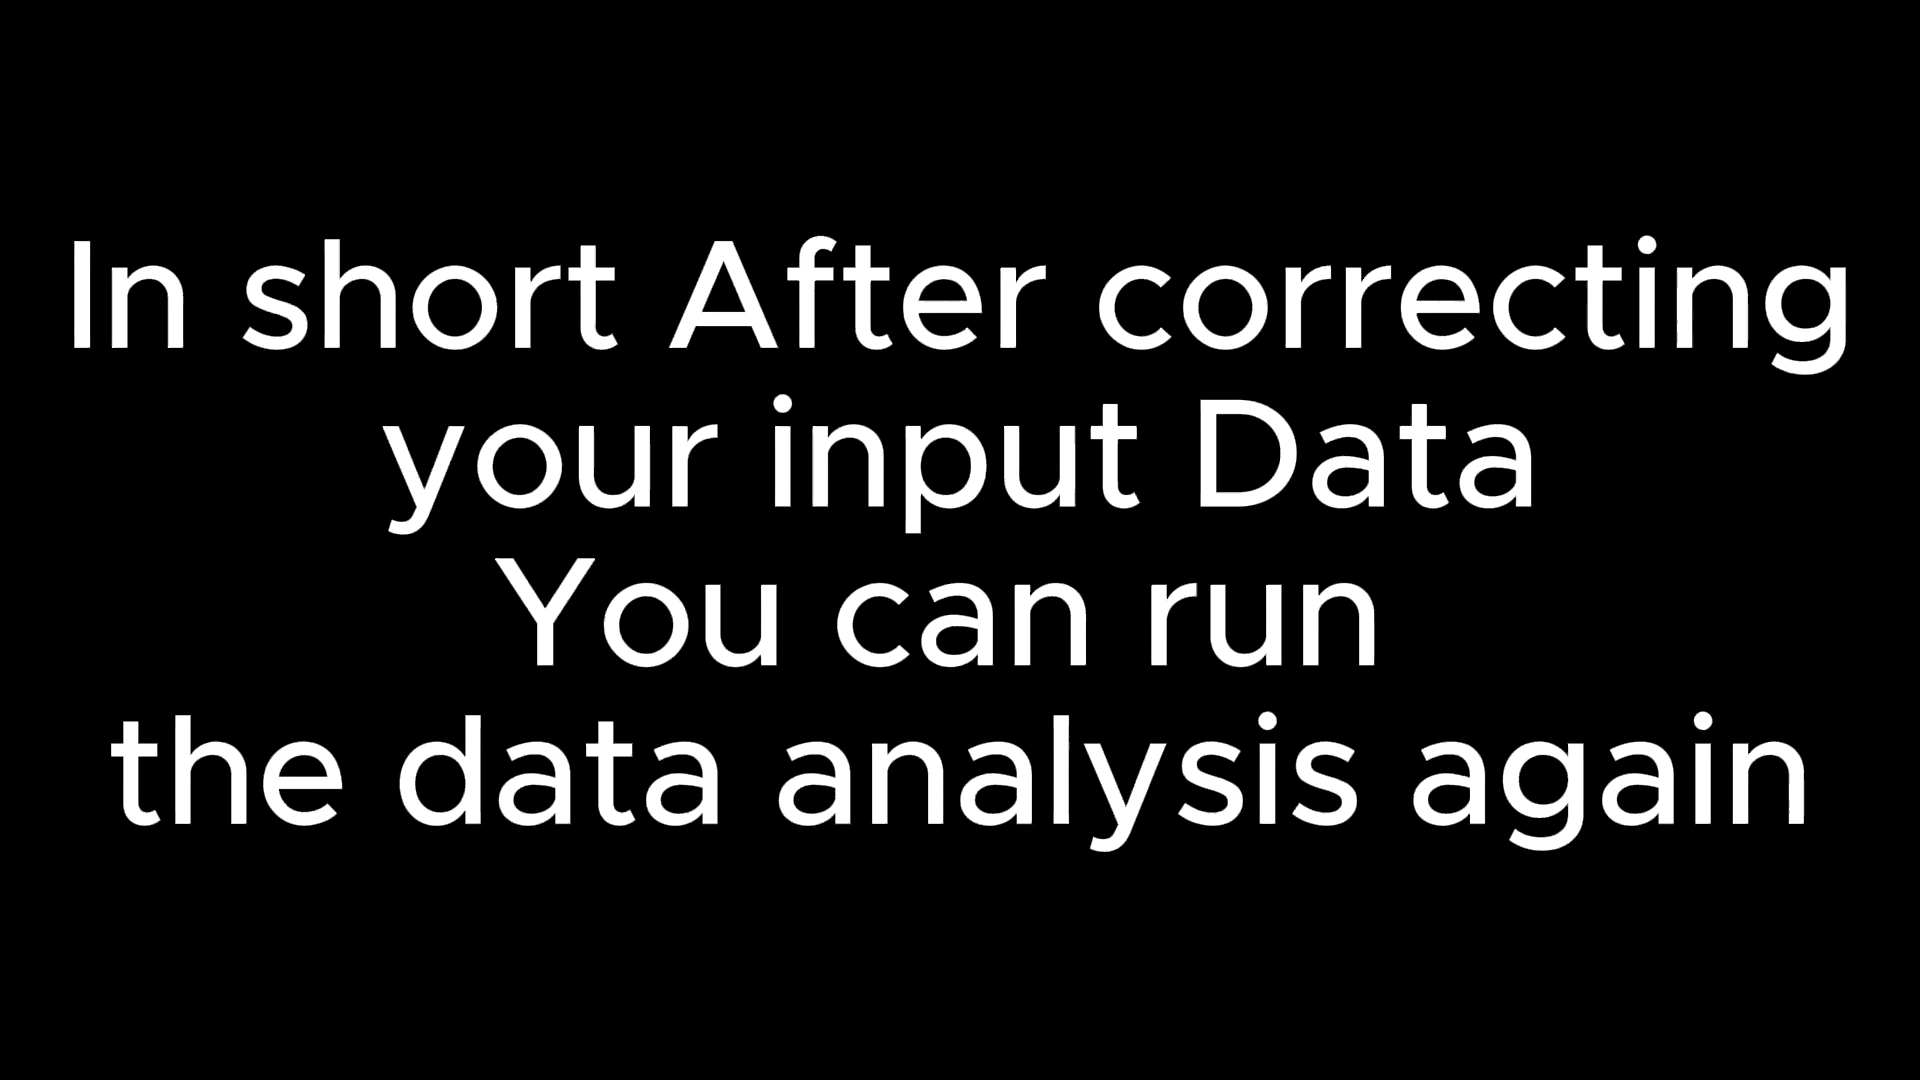 In short After correcting
your input Data
You can run
the data analysis again